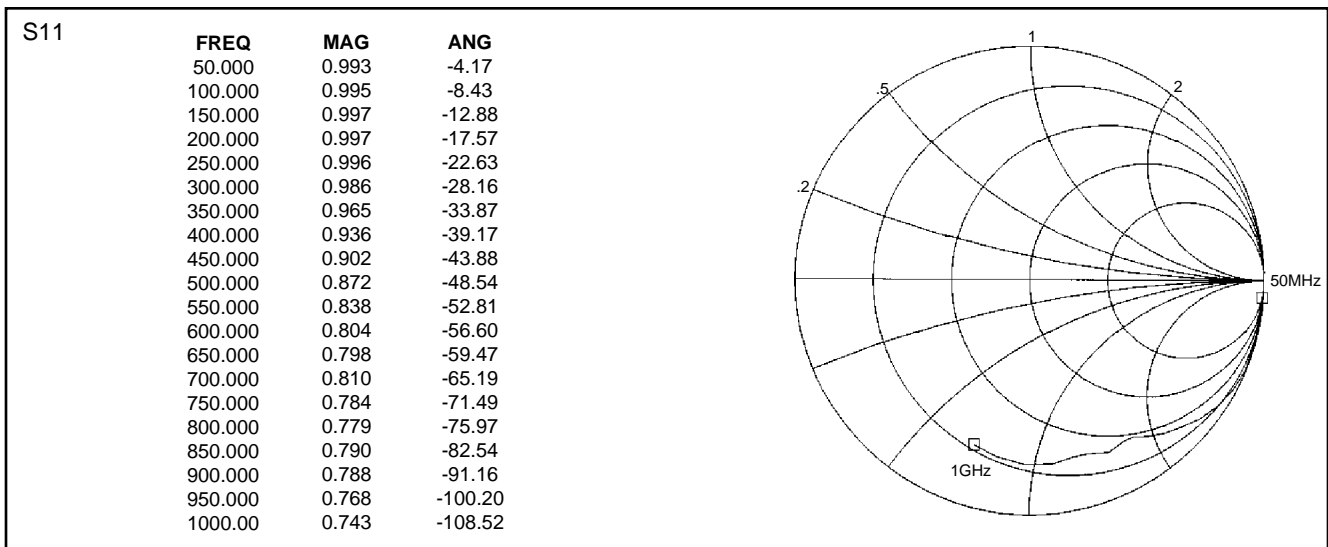 S11
FREQ MAG ANG
50.000 0.993 -4.17
100.000 0.995 -8.43
150.000 0.997 -12.88
200.000 0.997 -17.57
250.000 0.996 -22.63
300.000 0.986 -28.16
350.000 0.965 -33.87
400.000 0.936 -39.17
450.000 0.902 -43.88
500.000 0.872 -48.54
550.000 0.838 -52.81
600.000 0.804 -56.60
650.000 0.798 -59.47
700.000 0.810 -65.19
750.000 0.784 -71.49
800.000 0.779 -75.97
850.000 0.790 -82.54
900.000 0.788 -91.16
950.000 0.768 -100.20
1000.00 0.743 -108.52
1
.5
2
.2
50MHz
1GHz